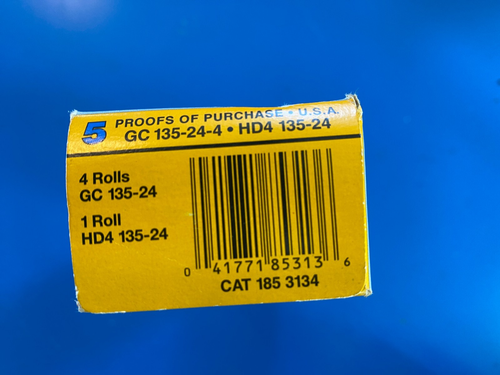 5 PROOFS OF PURCHASE • U.S.A.
GC 135-24-4 • HD4 135-24
4 Rolls
GC 135-24
1 Roll
HD4 135-24
0 41771 85313 6
CAT 185 3134